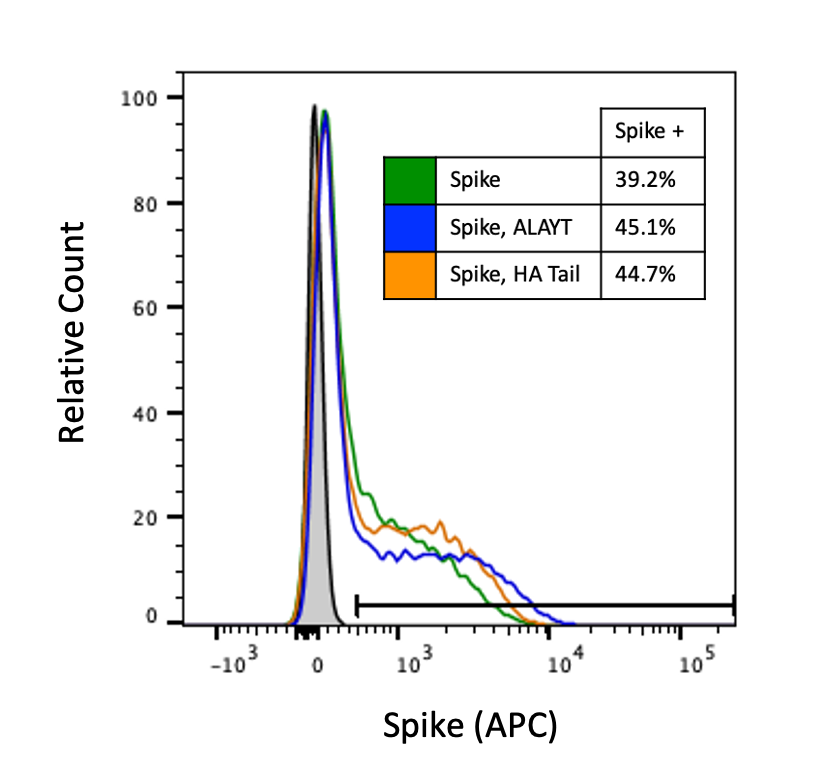 Relative Count
100
80
60
40
20
0
Spike +
Spike 39.2%
Spike, ALAYT 45.1%
Spike, HA Tail 44.7%
-10³ 0 10³ 10⁴ 10⁵
Spike (APC)